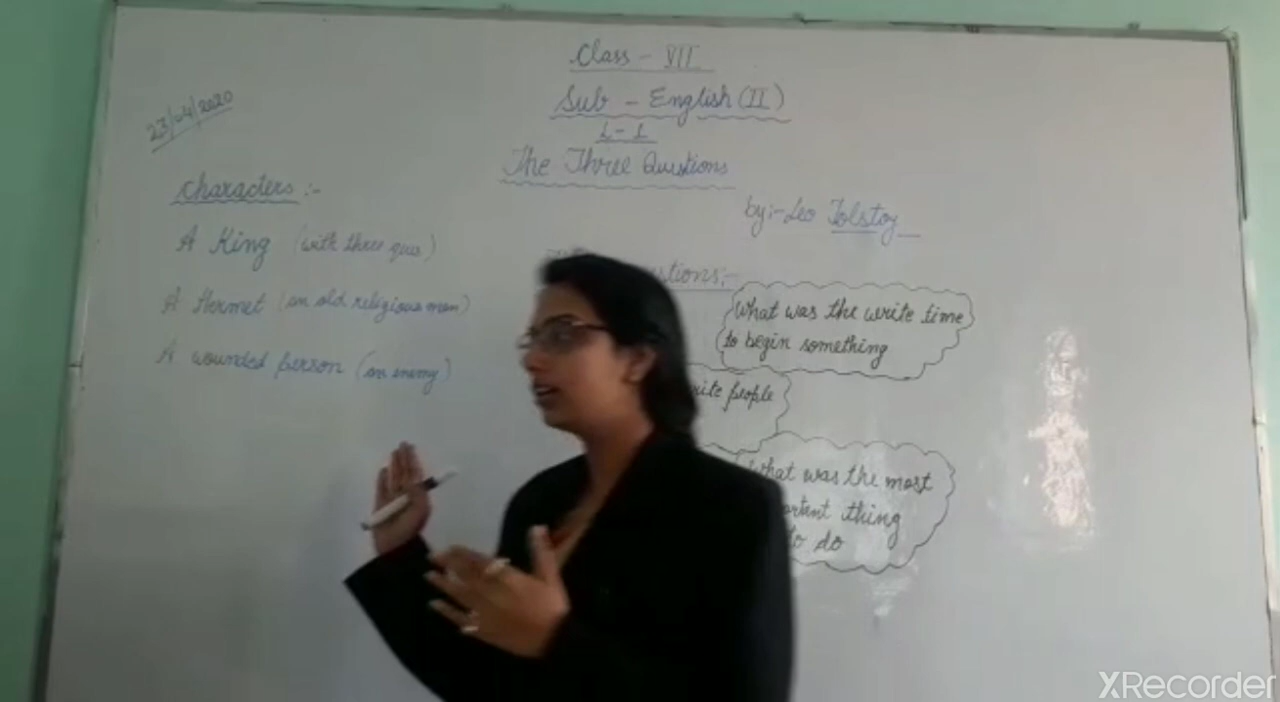 Class - VII
Sub - English (II)
23/04/2020
L-1
The Three Questions
by:- Leo Tolstoy
Characters :-
A King (with three ques)
A Hermet (an old religious man)
A wounded person (an enemy)
What was the write time
to begin something
people
What was the most
thing
to do
XRecorder